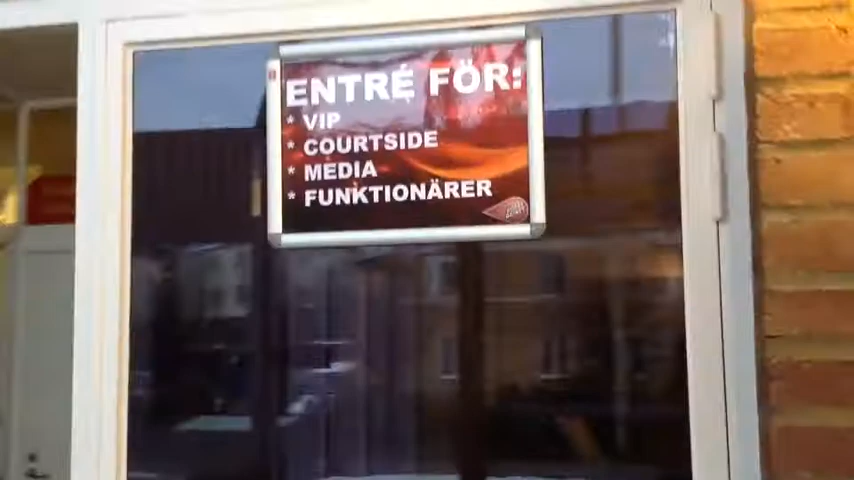 ENTRÉ FÖR:
* VIP
* COURTSIDE
* MEDIA
* FUNKTIONÄRER